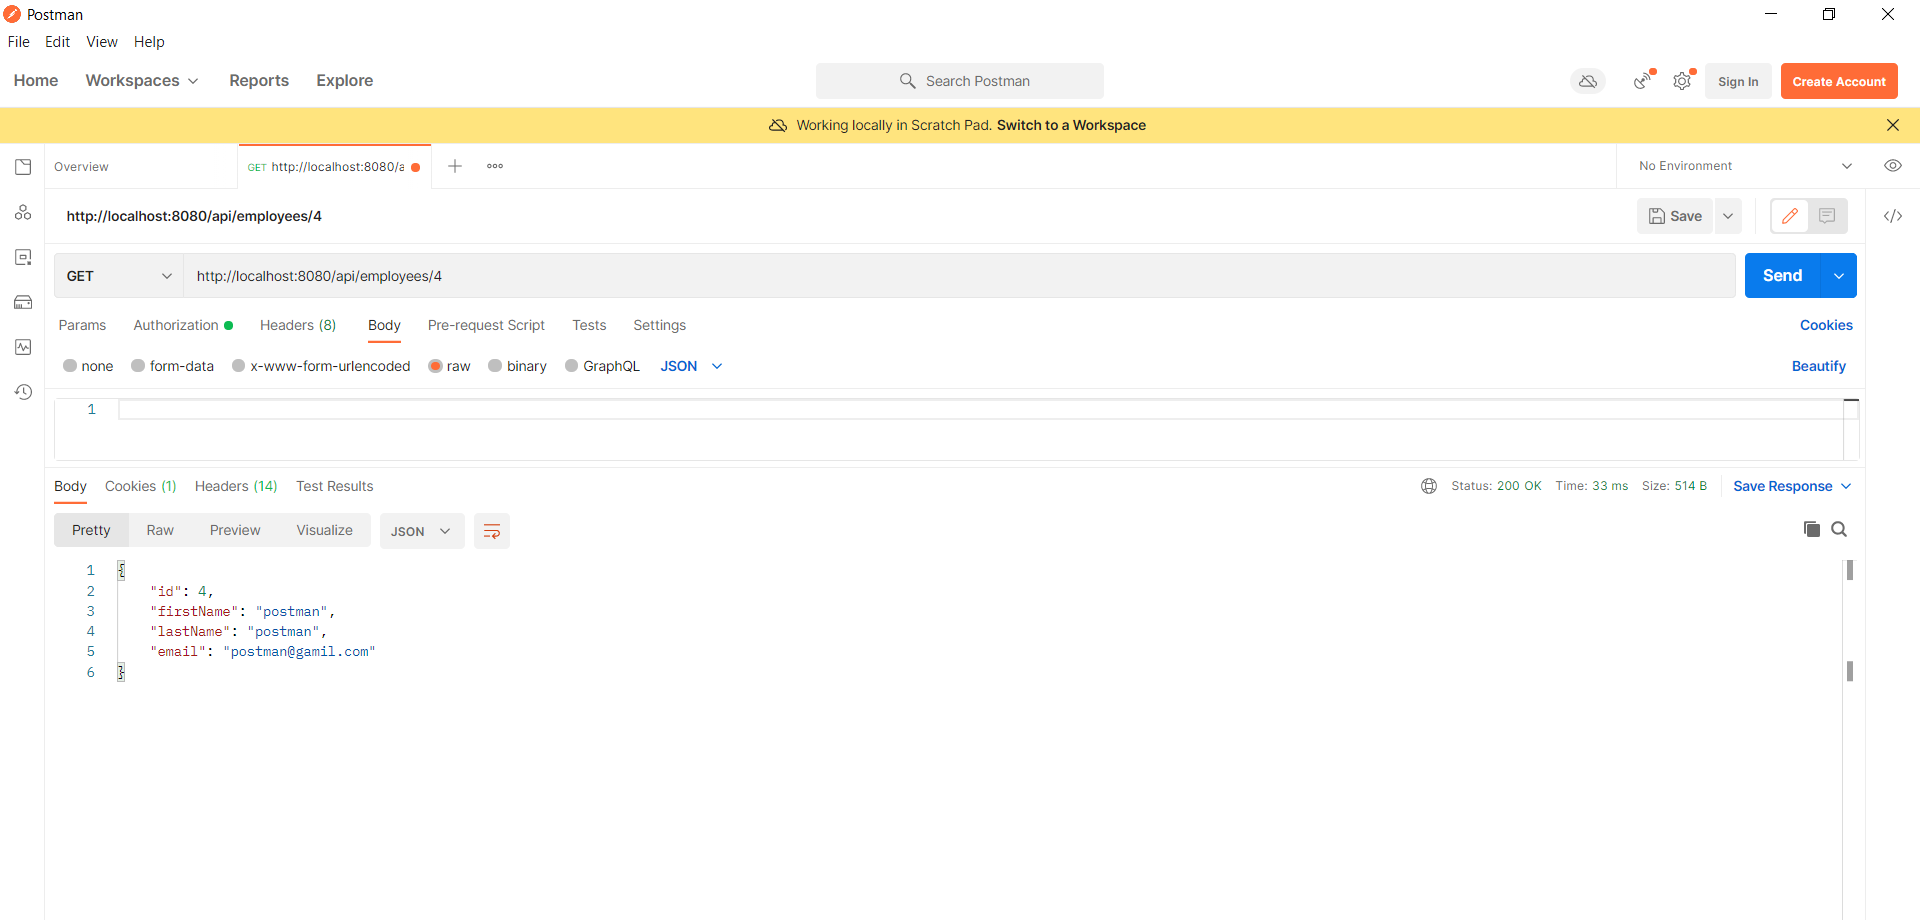 Postman
File Edit View Help
Home Workspaces Reports Explore Search Postman Sign In Create Account
Working locally in Scratch Pad. Switch to a Workspace
Overview GET http://localhost:8080/a No Environment
http://localhost:8080/api/employees/4 Save
GET http://localhost:8080/api/employees/4 Send
Params Authorization Headers (8) Body Pre-request Script Tests Settings Cookies
none form-data x-www-form-urlencoded raw binary GraphQL JSON Beautify
1
Body Cookies (1) Headers (14) Test Results Status: 200 OK Time: 33 ms Size: 514 B Save Response
Pretty Raw Preview Visualize JSON
1 {
2 "id": 4,
3 "firstName": "postman",
4 "lastName": "postman",
5 "email": "postman@gamil.com"
6 }